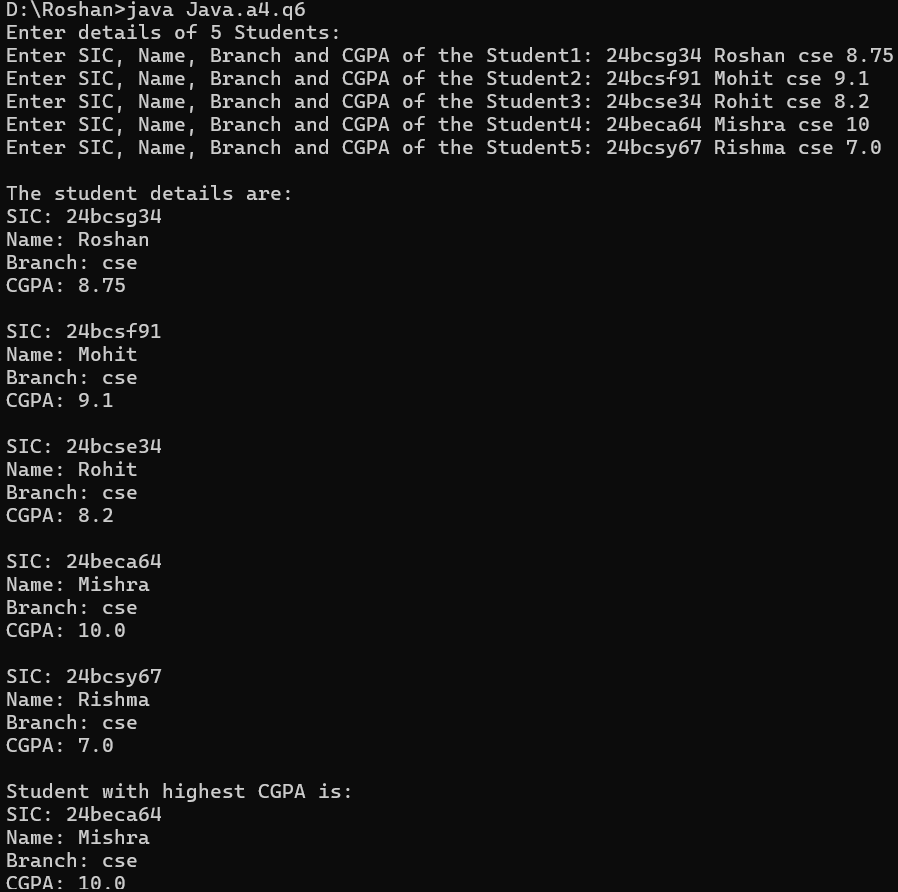 D:\Roshan>java Java.a4.q6
Enter details of 5 Students:
Enter SIC, Name, Branch and CGPA of the Student1: 24bcsg34 Roshan cse 8.75
Enter SIC, Name, Branch and CGPA of the Student2: 24bcsf91 Mohit cse 9.1
Enter SIC, Name, Branch and CGPA of the Student3: 24bcse34 Rohit cse 8.2
Enter SIC, Name, Branch and CGPA of the Student4: 24beca64 Mishra cse 10
Enter SIC, Name, Branch and CGPA of the Student5: 24bcsy67 Rishma cse 7.0

The student details are:
SIC: 24bcsg34
Name: Roshan
Branch: cse
CGPA: 8.75

SIC: 24bcsf91
Name: Mohit
Branch: cse
CGPA: 9.1

SIC: 24bcse34
Name: Rohit
Branch: cse
CGPA: 8.2

SIC: 24beca64
Name: Mishra
Branch: cse
CGPA: 10.0

SIC: 24bcsy67
Name: Rishma
Branch: cse
CGPA: 7.0

Student with highest CGPA is:
SIC: 24beca64
Name: Mishra
Branch: cse
CGPA: 10.0